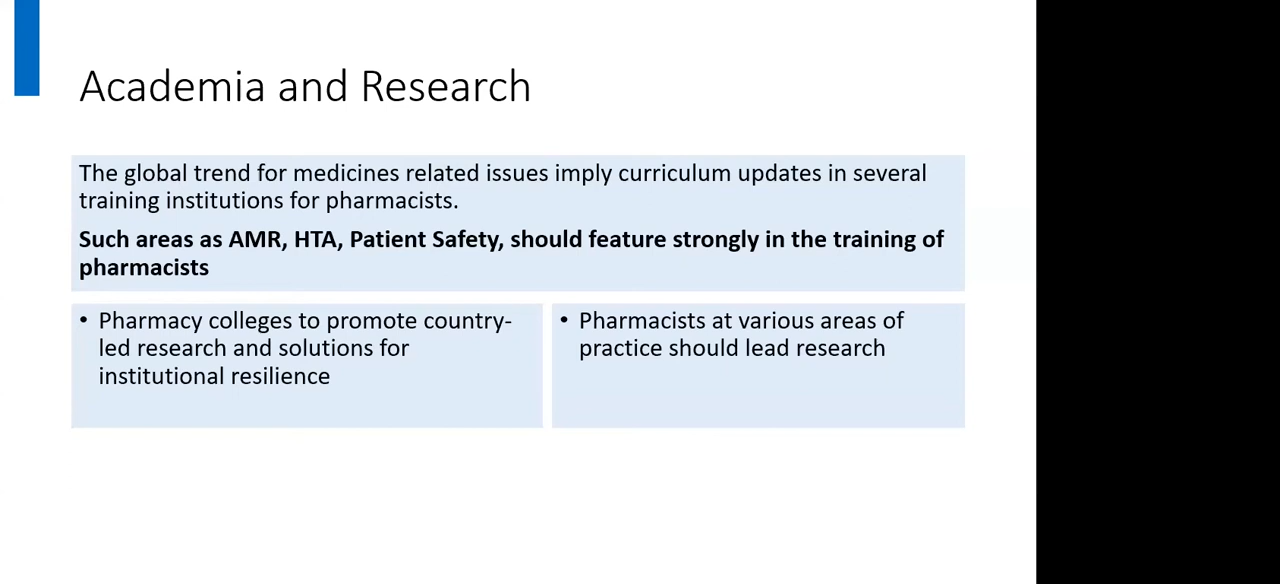 Academia and Research
The global trend for medicines related issues imply curriculum updates in several
training institutions for pharmacists.
Such areas as AMR, HTA, Patient Safety, should feature strongly in the training of
pharmacists
• Pharmacy colleges to promote country-
led research and solutions for
institutional resilience
• Pharmacists at various areas of
practice should lead research